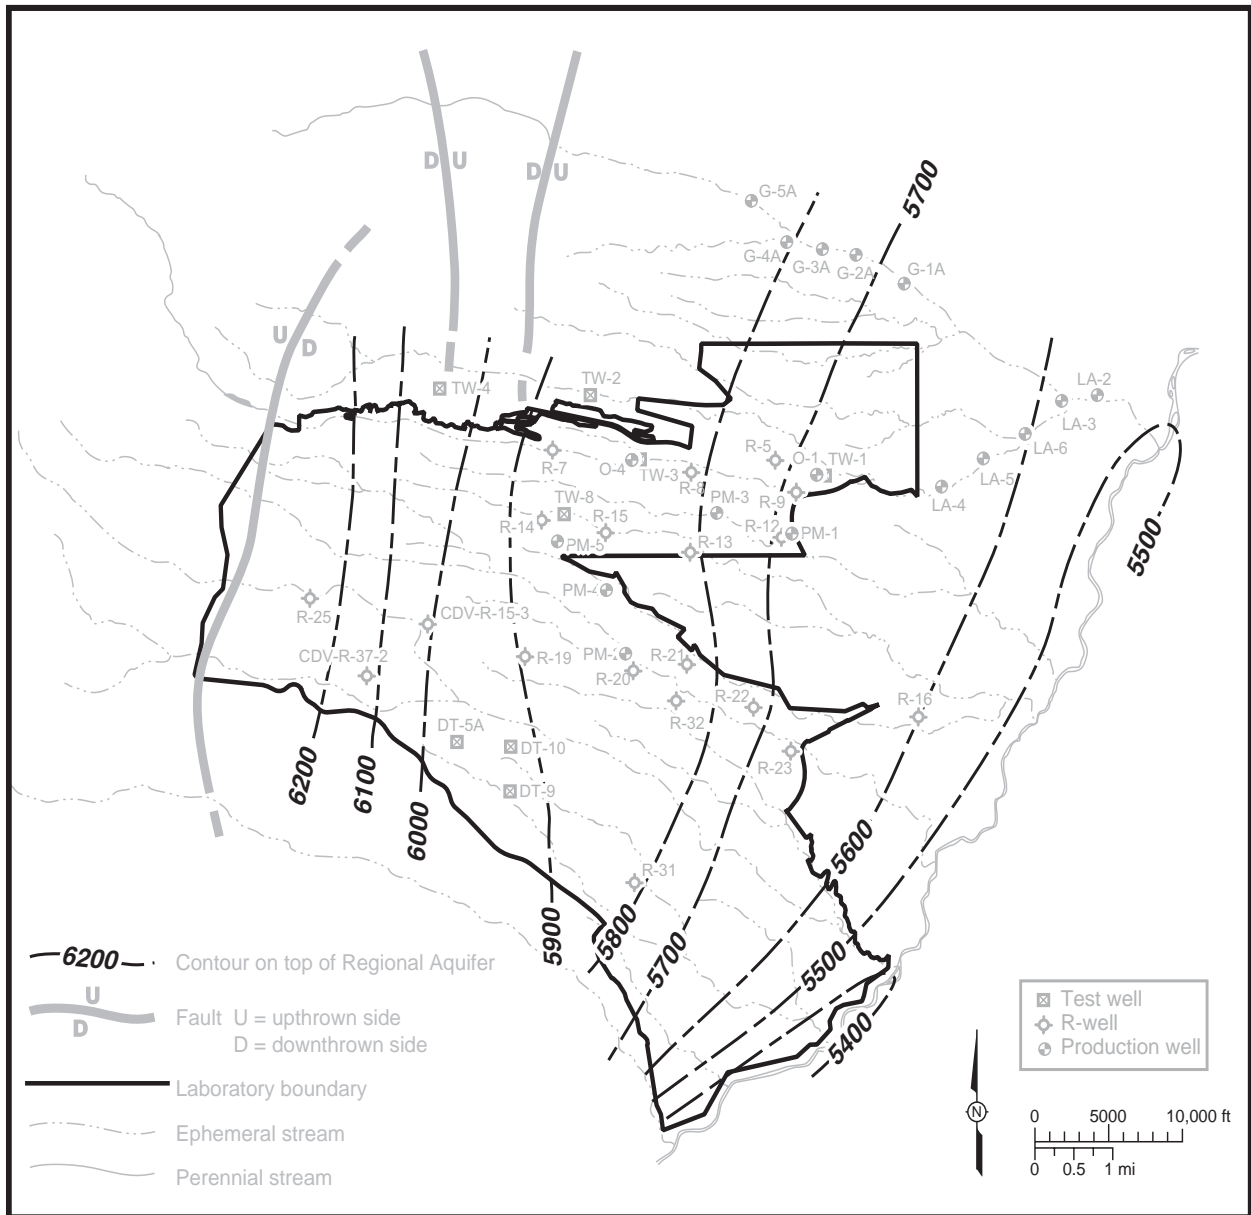 D U
D U
5700
G-5A
G-4A
G-3A
G-2A
G-1A
U
D
TW-4
TW-2
LA-2
LA-3
LA-6
LA-5
LA-4
R-7
O-4
TW-3
R-8
R-5
O-1
TW-1
R-9
PM-3
TW-8
R-14
R-15
R-12
PM-1
5500
PM-5
R-13
PM-4
R-25
CDV-R-15-3
CDV-R-37-2
R-19
R-21
R-20
R-22
R-32
R-16
DT-5A
DT-10
R-23
DT-9
6200
6100
6000
5600
R-31
5900
5800
5700
5500
5400
6200
Contour on top of Regional Aquifer
U
D
Fault U = upthrown side
D = downthrown side
Laboratory boundary
Ephemeral stream
Perennial stream
Test well
R-well
Production well
N
0 5000 10,000 ft
0 0.5 1 mi